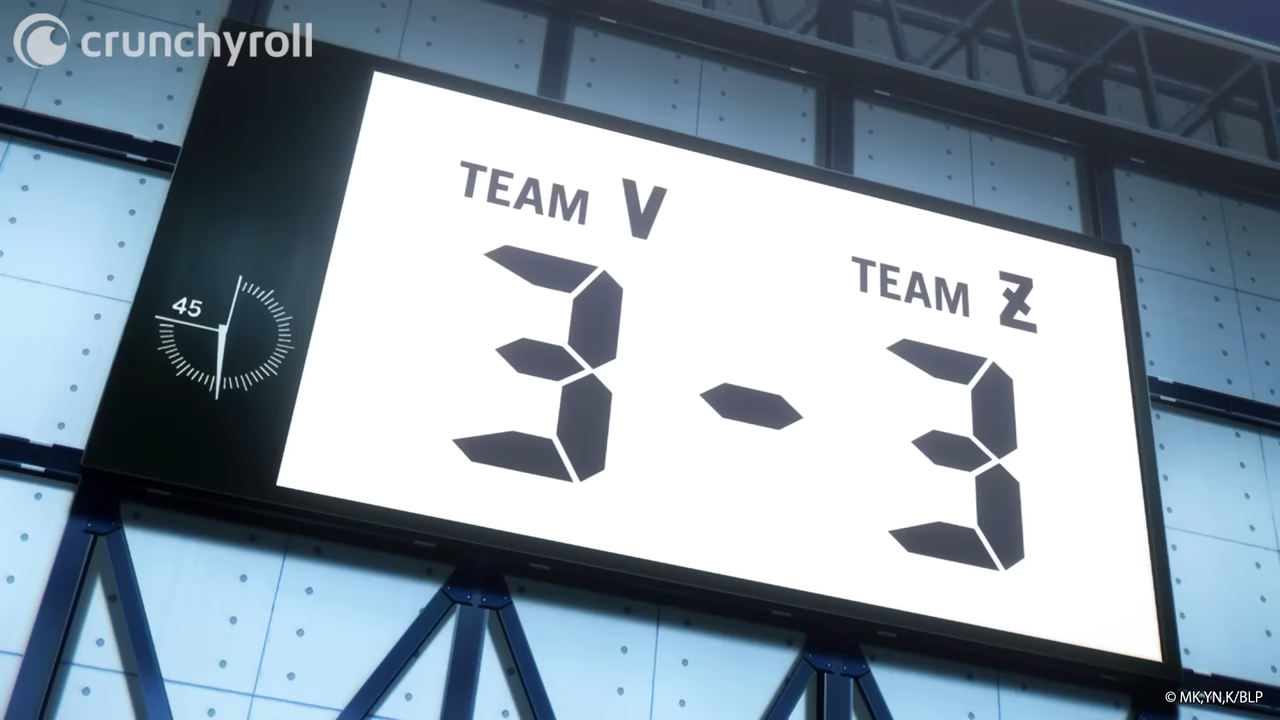 crunchyroll
TEAM V
TEAM Z
45
3 - 3
© MK,YN,K/BLP